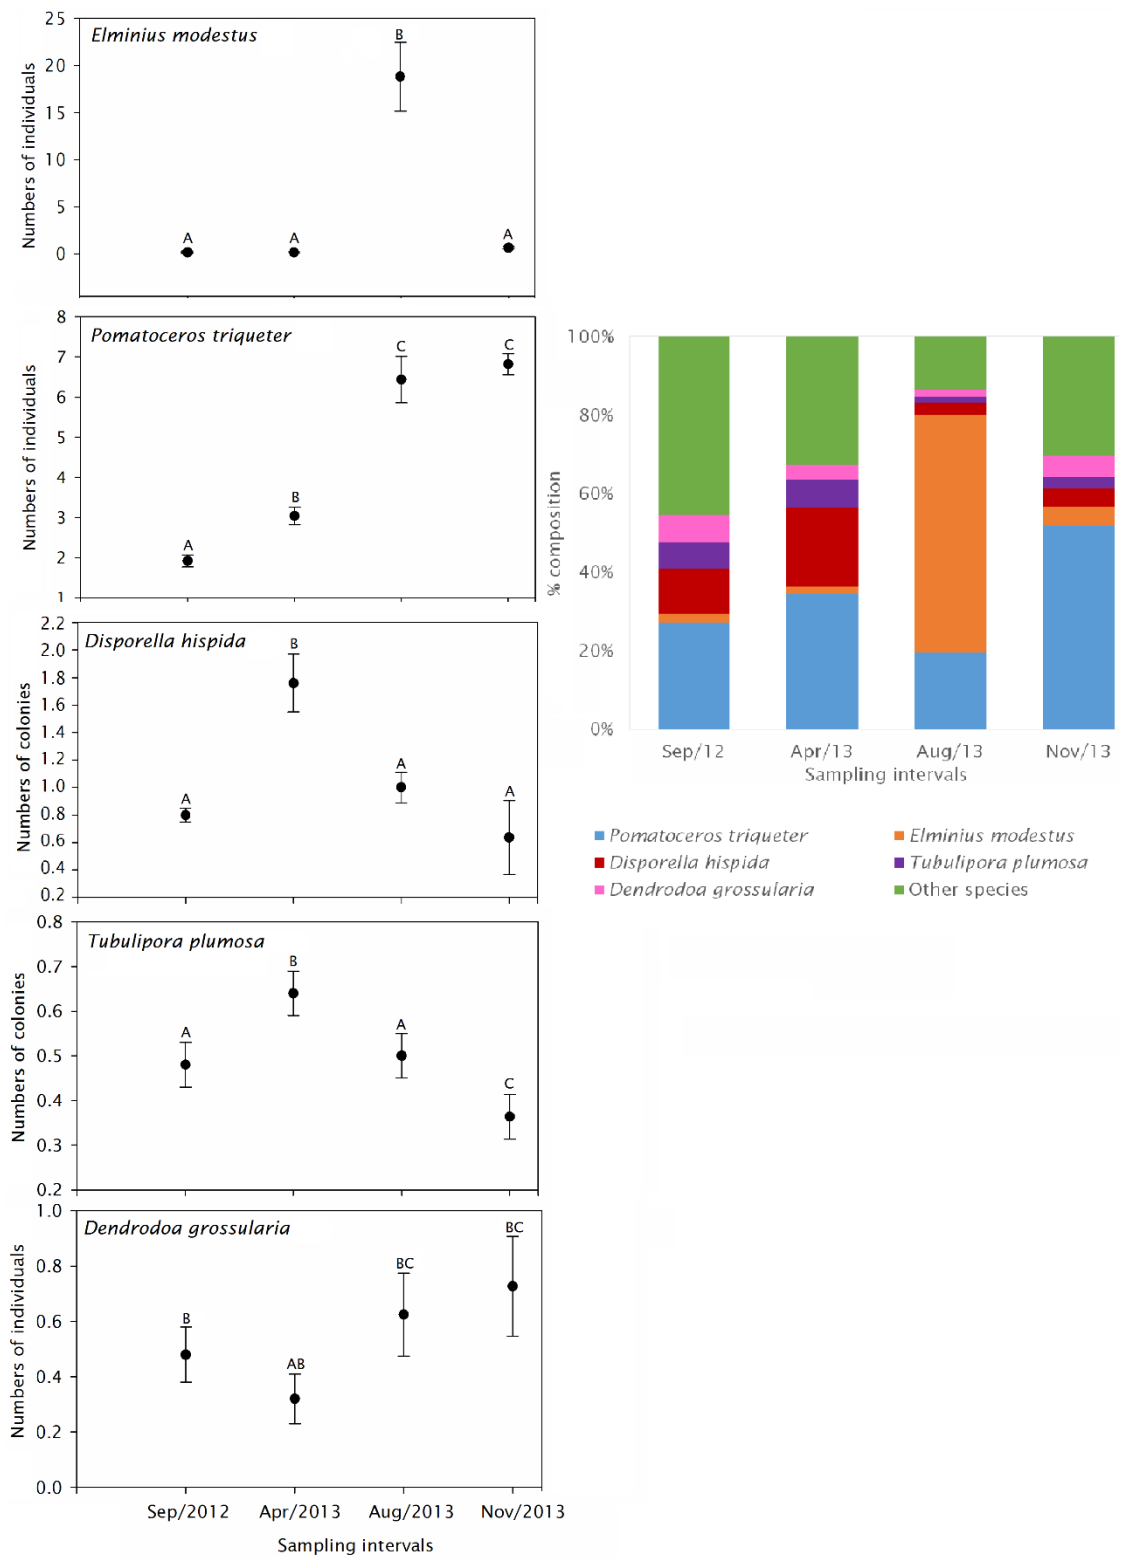 Elminius modestus
Numbers of individuals
25
20
15
10
5
0
A
A
B
A
Pomatoceros triqueter
Numbers of individuals
8
7
6
5
4
3
2
1
A
B
C
C
Disporella hispida
Numbers of colonies
2.2
2.0
1.8
1.6
1.4
1.2
1.0
0.8
0.6
0.4
0.2
A
B
A
A
Tubulipora plumosa
Numbers of colonies
0.8
0.7
0.6
0.5
0.4
0.3
0.2
A
B
A
C
Dendrodoa grossularia
Numbers of individuals
1.0
0.8
0.6
0.4
0.2
0.0
B
AB
BC
BC
Sep/2012 Apr/2013 Aug/2013 Nov/2013
Sampling intervals
% composition
100%
80%
60%
40%
20%
0%
Sep/12 Apr/13 Aug/13 Nov/13
Sampling intervals
Pomatoceros triqueter Elminius modestus
Disporella hispida Tubulipora plumosa
Dendrodoa grossularia Other species